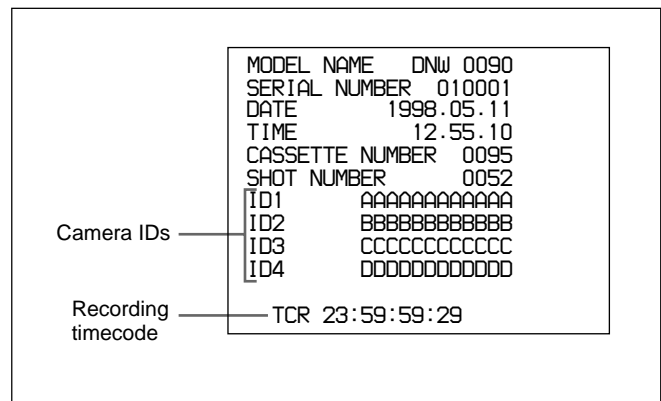 MODEL NAME DNW 0090
SERIAL NUMBER 010001
DATE 1998.05.11
TIME 12.55.10
CASSETTE NUMBER 0095
SHOT NUMBER 0052
ID1 AAAAAAAAAAAA
ID2 BBBBBBBBBBBB
ID3 CCCCCCCCCCCC
ID4 DDDDDDDDDDDD
Camera IDs
TCR 23:59:59:29
Recording
timecode